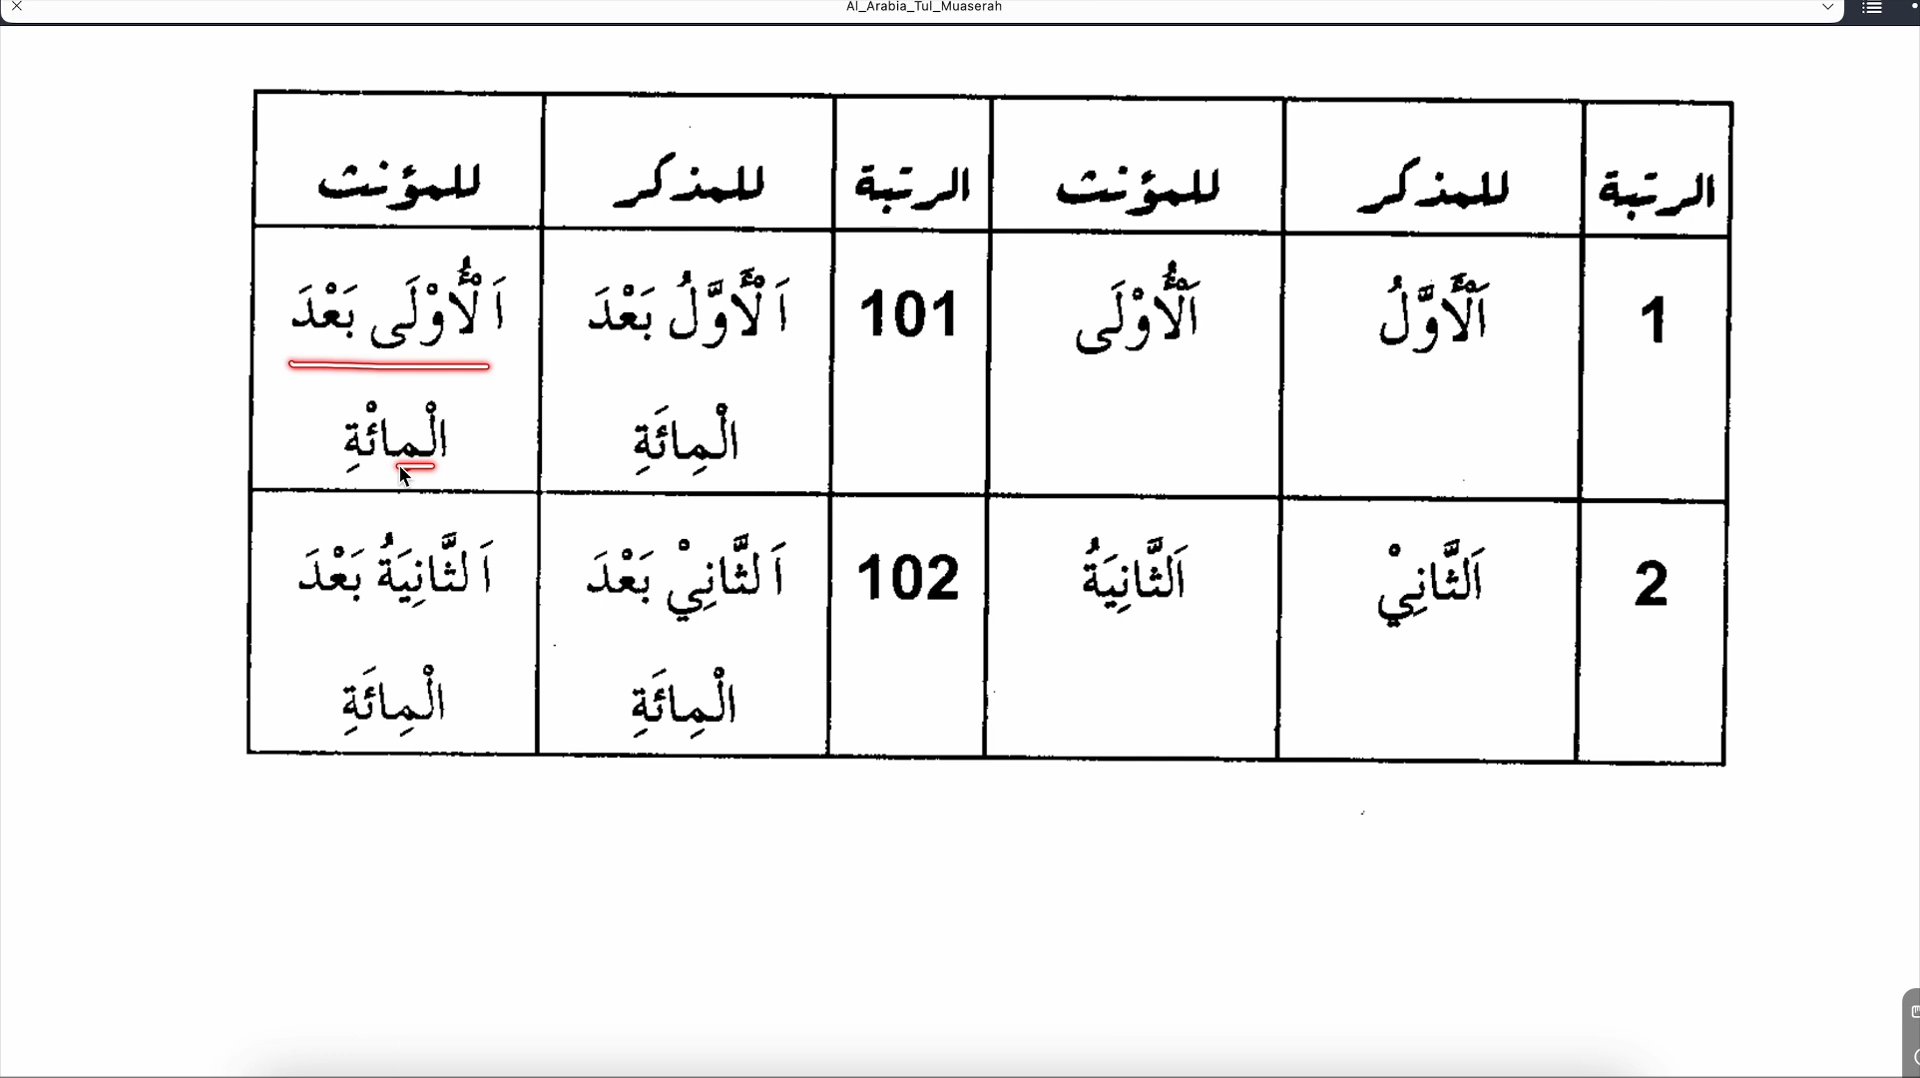 Al_Arabia_Tul_Muaserah
الرتبة للمذكر للمؤنث الرتبة للمذكر للمؤنث
1 اَلْأَوَّلُ اَلْأُوْلَى 101 اَلْأَوَّلُ بَعْدَ اَلْأُوْلَى بَعْدَ
الْمِائَةِ الْمائْةِ
2 اَلثَّانِيْ اَلثَّانِيَةُ 102 اَلثَّانِيْ بَعْدَ اَلثَّانِيَةُ بَعْدَ
الْمِائَةِ الْمِائَةِ